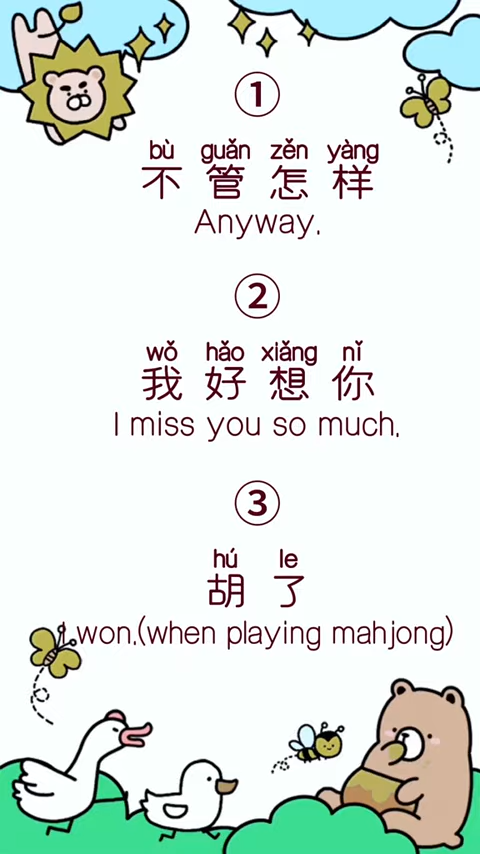 ①
bù guǎn zěn yàng
不管怎样
Anyway.
②
wǒ hǎo xiǎng nǐ
我好想你
I miss you so much.
③
hú le
胡了
I won.(when playing mahjong)